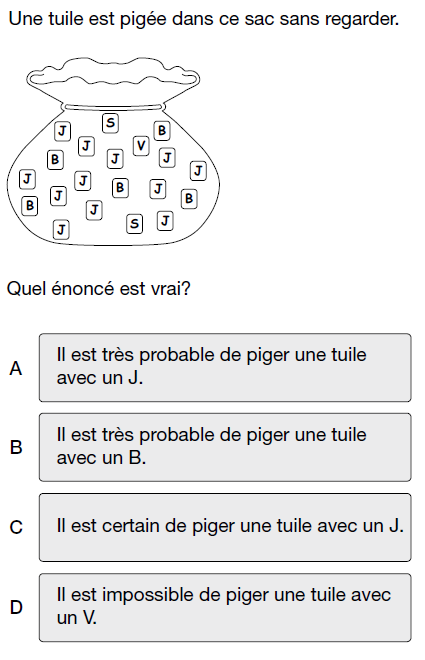 Une tuile est pigée dans ce sac sans regarder.
J S B
J V
B J J
J J J
J B J B
B J
J S J
Quel énoncé est vrai?
A Il est très probable de piger une tuile
avec un J.
B Il est très probable de piger une tuile
avec un B.
C Il est certain de piger une tuile avec un J.
D Il est impossible de piger une tuile avec
un V.